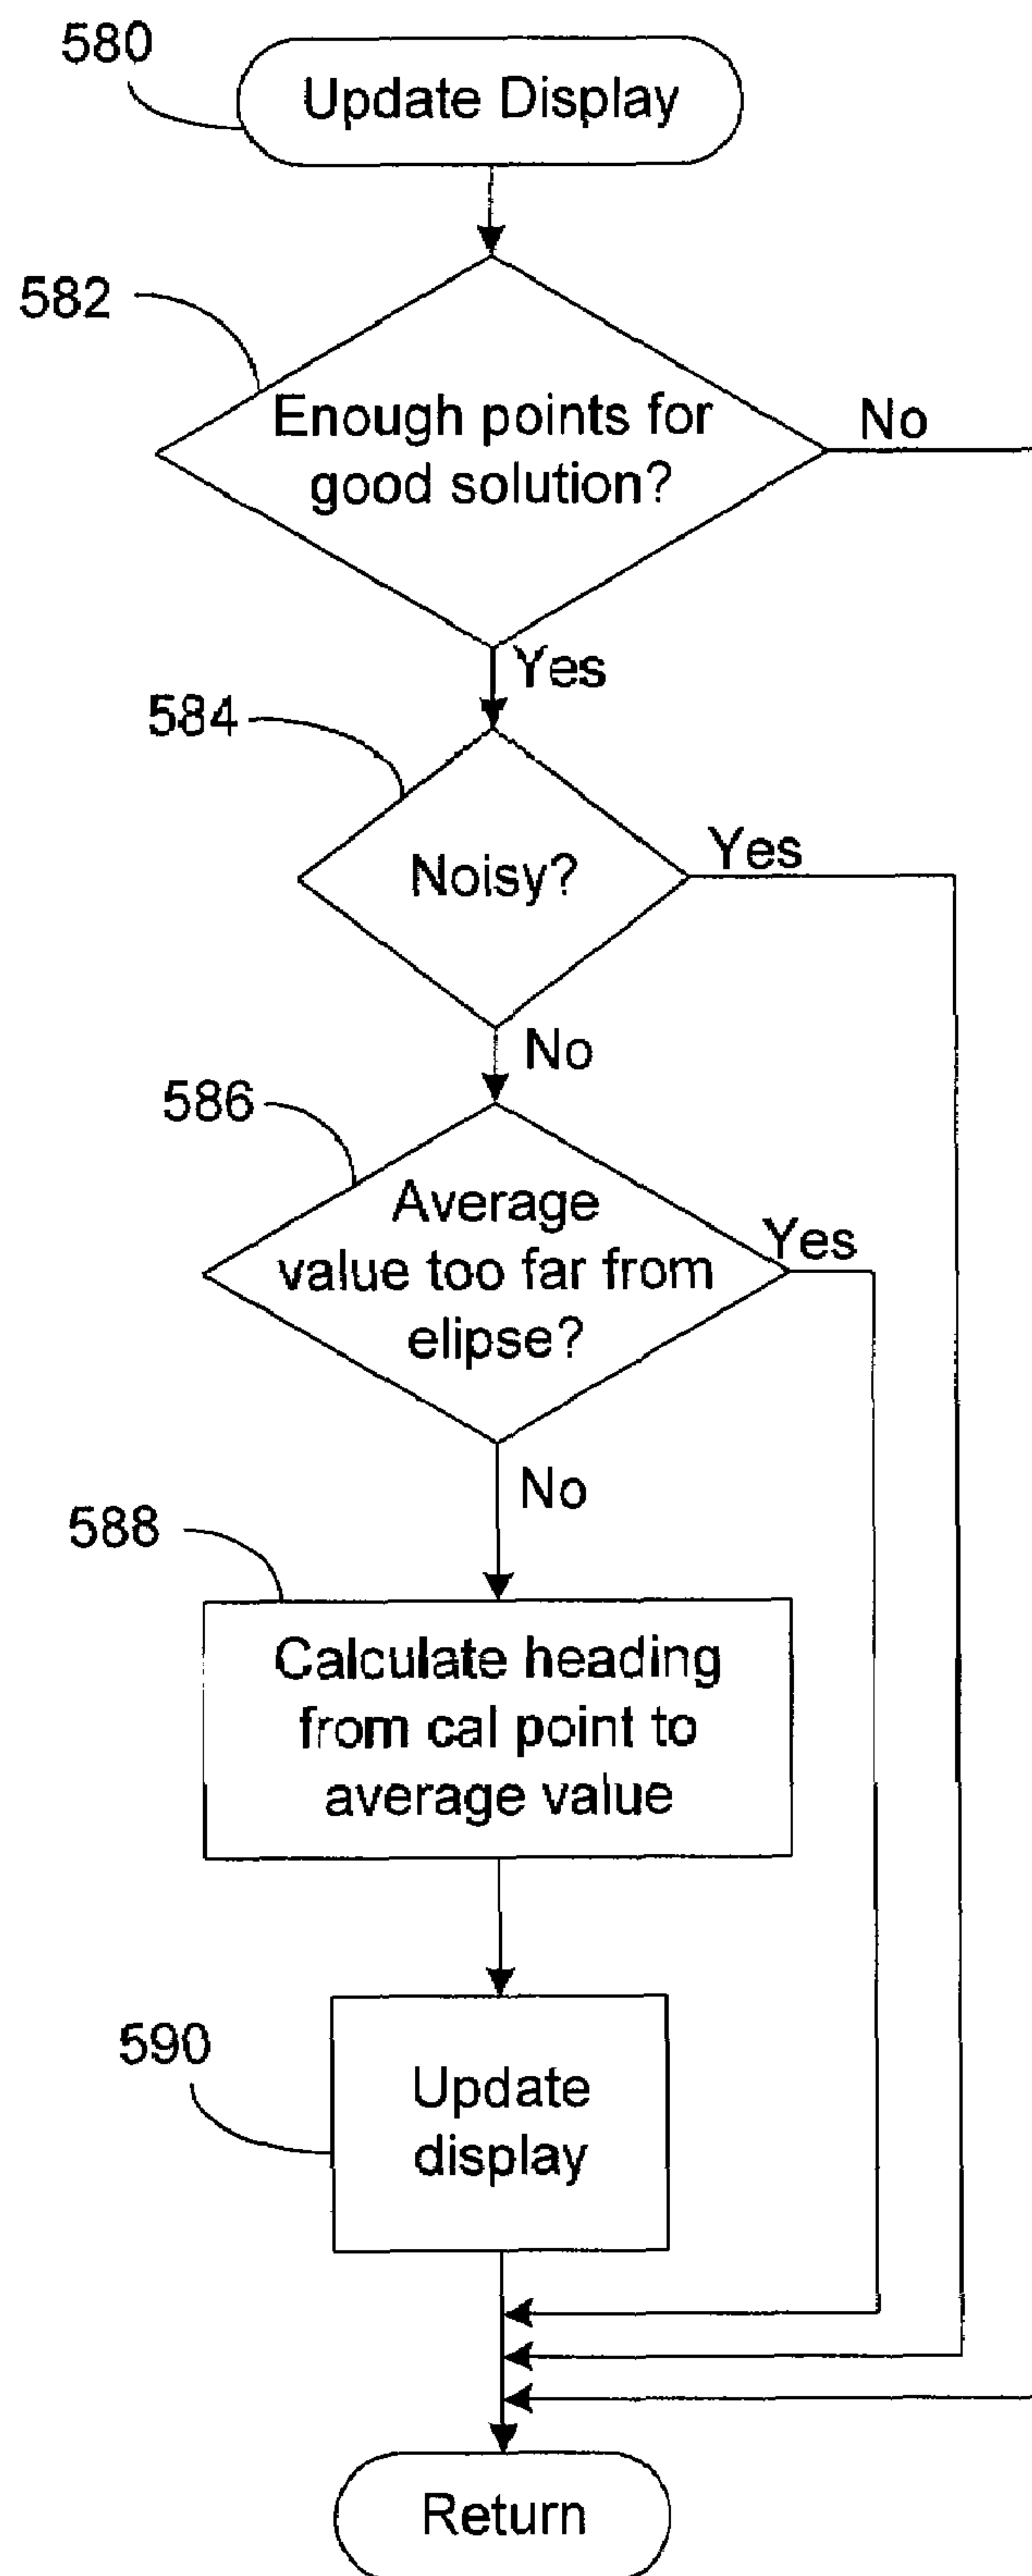 580
Update Display
582
Enough points for
good solution?
No
Yes
584
Noisy?
Yes
No
586
Average
value too far from
elipse?
Yes
No
588
Calculate heading
from cal point to
average value
590
Update
display
Return